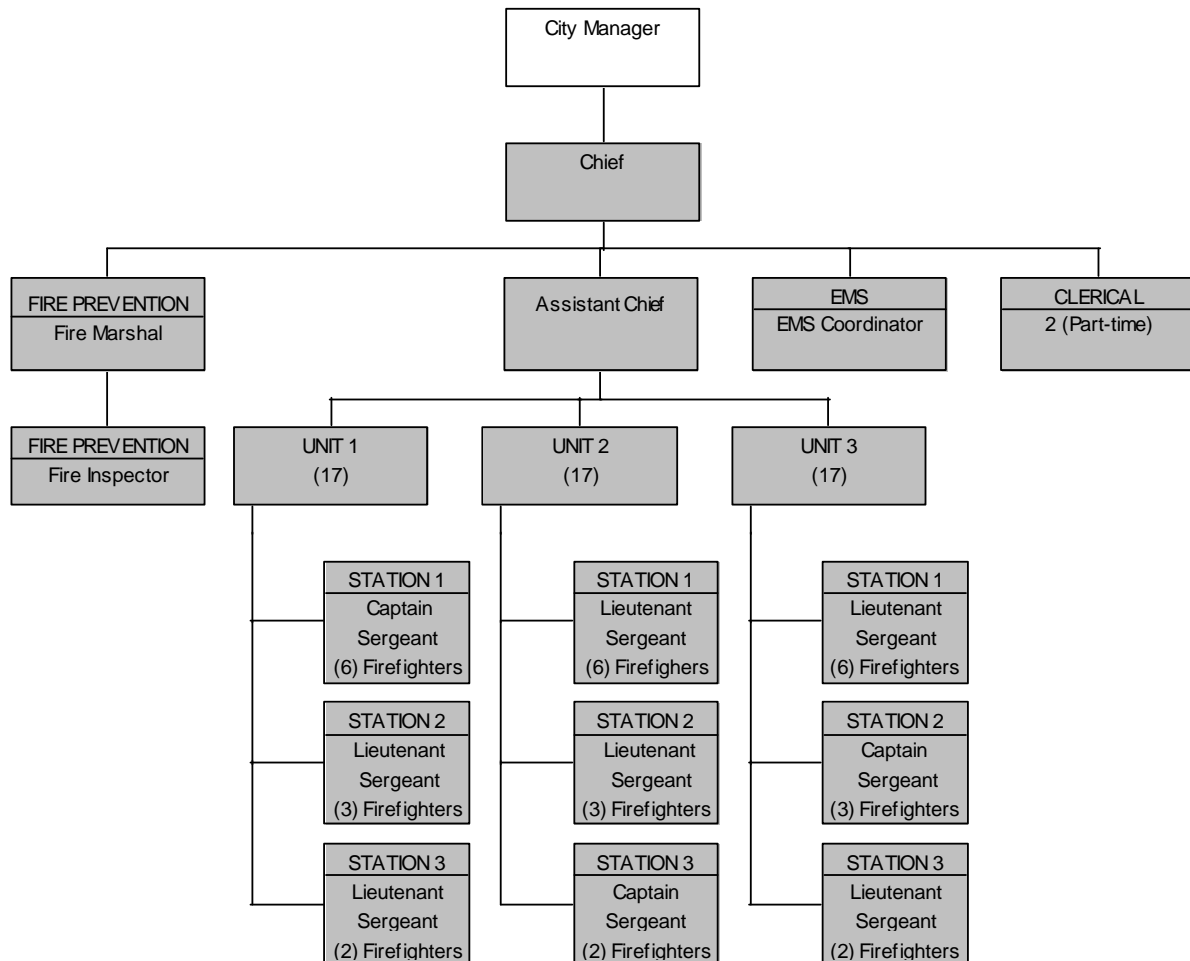 City Manager
Chief
FIRE PREVENTION
Fire Marshal
Assistant Chief
EMS
EMS Coordinator
CLERICAL
2 (Part-time)
FIRE PREVENTION
Fire Inspector
UNIT 1
(17)
UNIT 2
(17)
UNIT 3
(17)
STATION 1
Captain
Sergeant
(6) Firefighters
STATION 2
Lieutenant
Sergeant
(3) Firefighters
STATION 3
Lieutenant
Sergeant
(2) Firefighters
STATION 1
Lieutenant
Sergeant
(6) Firefighers
STATION 2
Lieutenant
Sergeant
(3) Firefighters
STATION 3
Captain
Sergeant
(2) Firefighters
STATION 1
Lieutenant
Sergeant
(6) Firefighters
STATION 2
Captain
Sergeant
(3) Firefighters
STATION 3
Lieutenant
Sergeant
(2) Firefighters